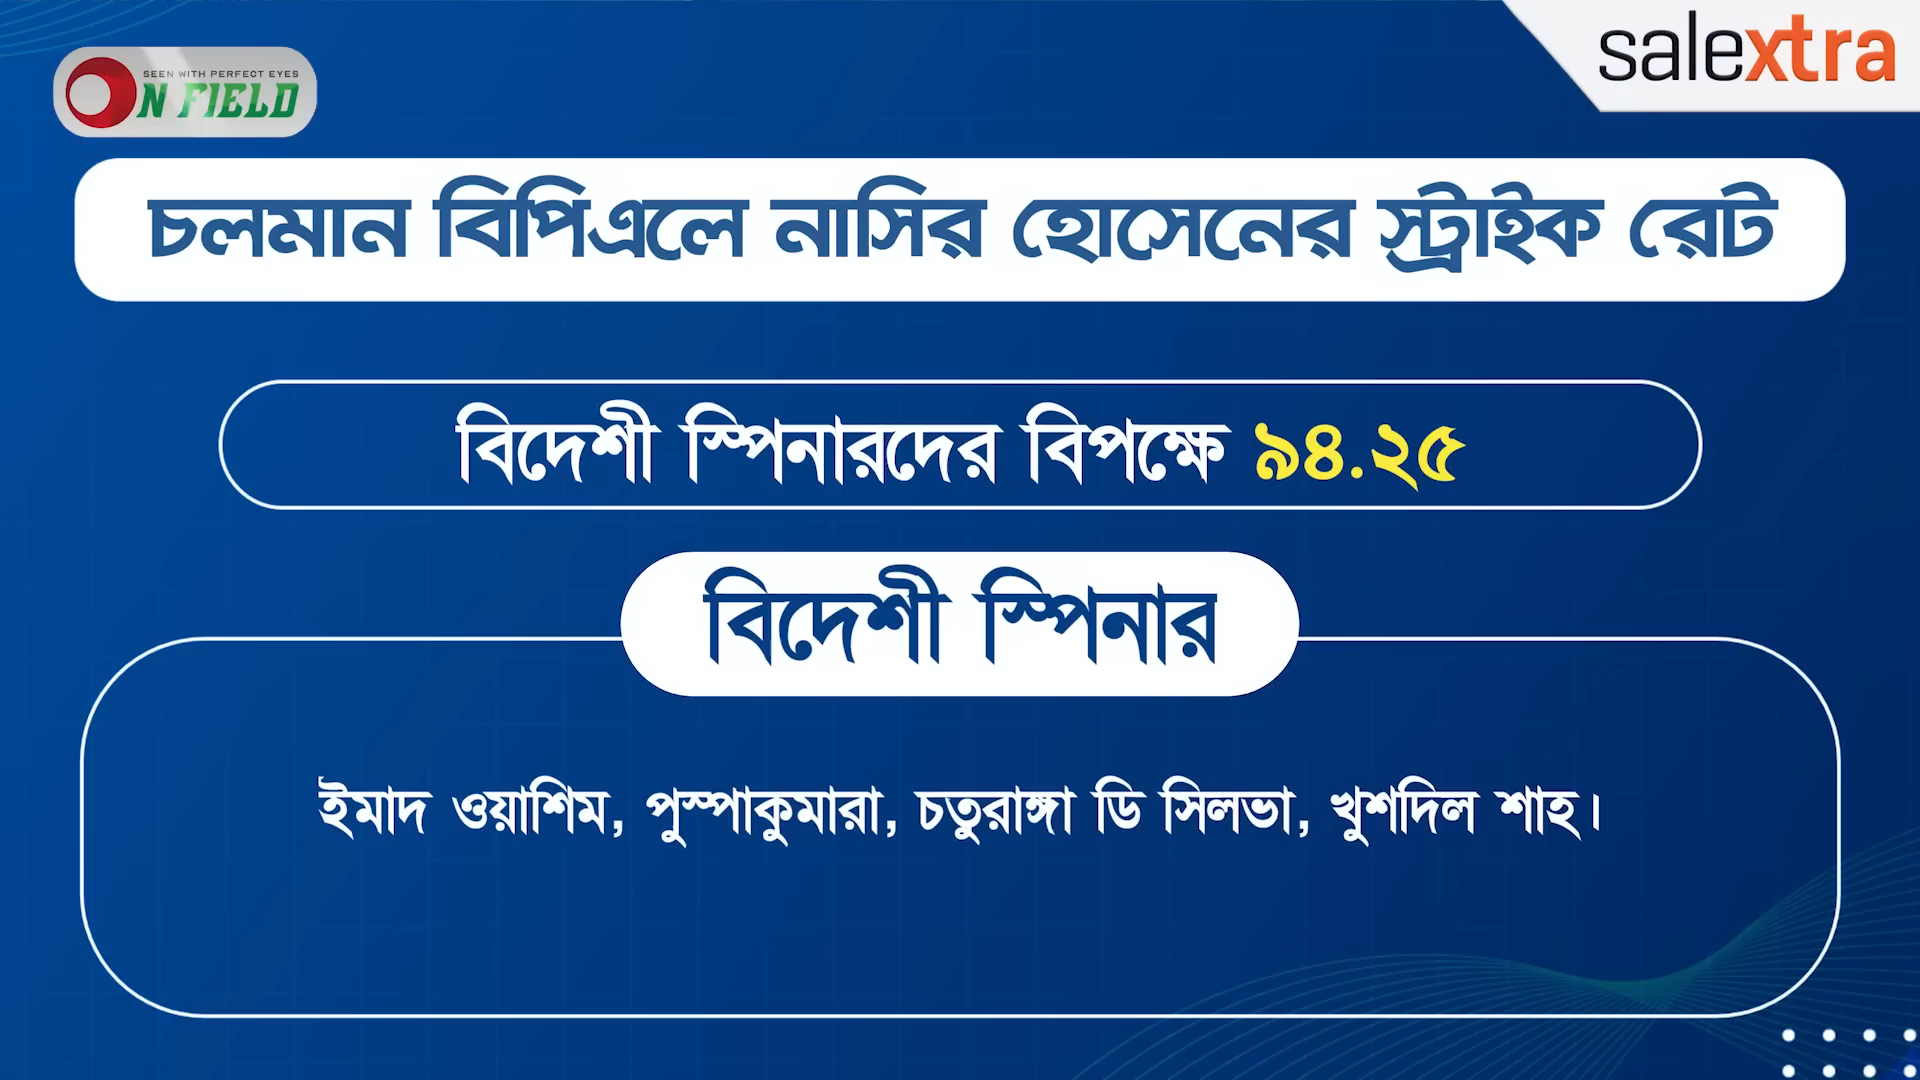 SEEN WITH PERFECT EYES
ON FIELD
salextra
চলমান বিপিএলে নাসির হোসেনের স্ট্রাইক রেট
বিদেশী স্পিনারদের বিপক্ষে ৯৪.২৫
বিদেশী স্পিনার
ইমাদ ওয়াশিম, পুস্পাকুমারা, চতুরাঙ্গা ডি সিলভা, খুশদিল শাহ।